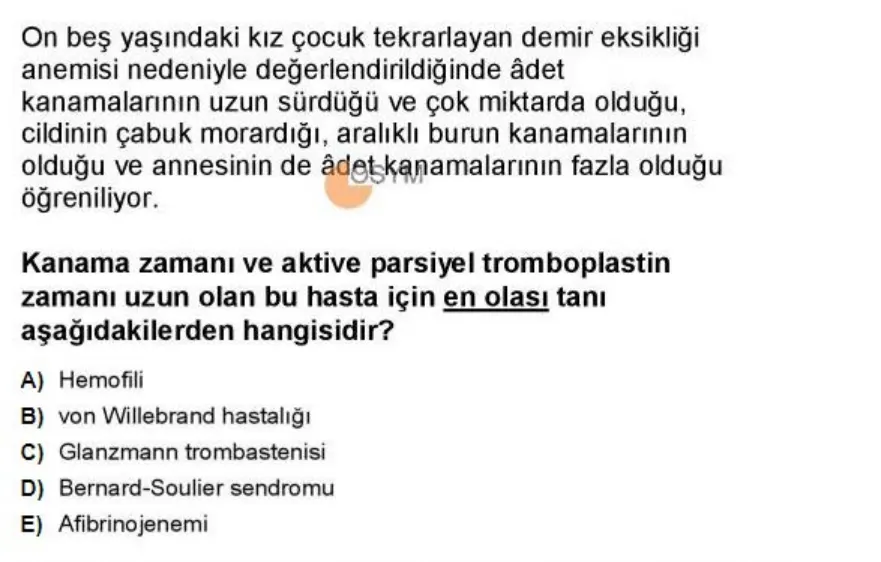 On beş yaşındaki kız çocuk tekrarlayan demir eksikliği
anemisi nedeniyle değerlendirildiğinde âdet
kanamalarının uzun sürdüğü ve çok miktarda olduğu,
cildinin çabuk morardığı, aralıklı burun kanamalarının
olduğu ve annesinin de âdet kanamalarının fazla olduğu
öğreniliyor.
ÖSYM
Kanama zamanı ve aktive parsiyel tromboplastin
zamanı uzun olan bu hasta için en olası tanı
aşağıdakilerden hangisidir?
A) Hemofili
B) von Willebrand hastalığı
C) Glanzmann trombastenisi
D) Bernard-Soulier sendromu
E) Afibrinojenemi